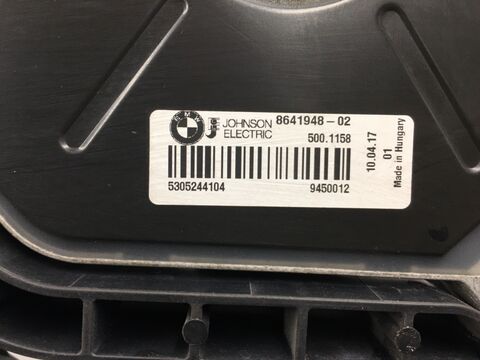 BMW
JOHNSON
ELECTRIC
8641948-02
500.1158
5305244104
9450012
10.04.17
01
Made in Hungary